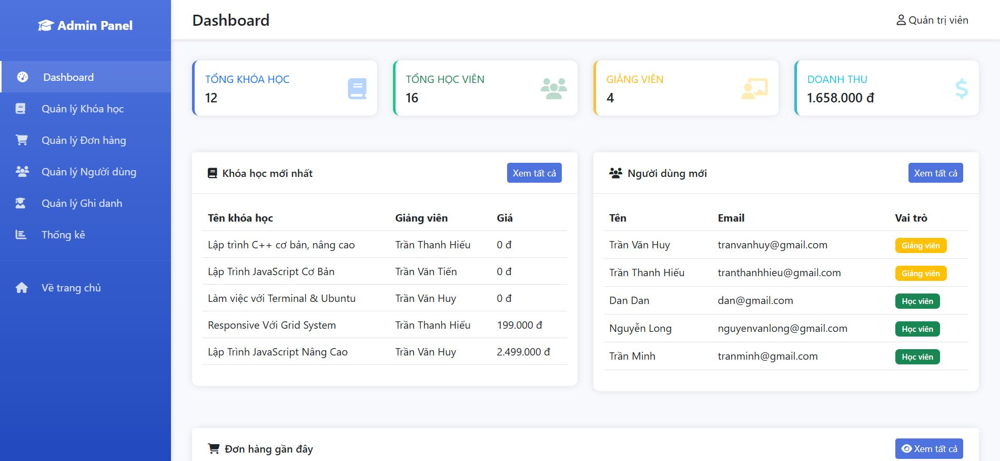 Admin Panel
Dashboard
Quản lý Khóa học
Quản lý Đơn hàng
Quản lý Người dùng
Quản lý Ghi danh
Thống kê
Về trang chủ
Dashboard
Quản trị viên
TỔNG KHÓA HỌC
12
TỔNG HỌC VIÊN
16
GIẢNG VIÊN
4
DOANH THU
1.658.000 đ
Khóa học mới nhất
Xem tất cả
Tên khóa học Giảng viên Giá
Lập trình C++ cơ bản, nâng cao Trần Thanh Hiếu 0 đ
Lập Trình JavaScript Cơ Bản Trần Văn Tiến 0 đ
Làm việc với Terminal & Ubuntu Trần Văn Huy 0 đ
Responsive Với Grid System Trần Thanh Hiếu 199.000 đ
Lập Trình JavaScript Nâng Cao Trần Văn Huy 2.499.000 đ
Người dùng mới
Xem tất cả
Tên Email Vai trò
Trần Văn Huy tranvanhuy@gmail.com Giảng viên
Trần Thanh Hiếu tranthanhhieu@gmail.com Giảng viên
Dan Dan dan@gmail.com Học viên
Nguyễn Long nguyenvanlong@gmail.com Học viên
Trần Minh tranminh@gmail.com Học viên
Đơn hàng gần đây
Xem tất cả